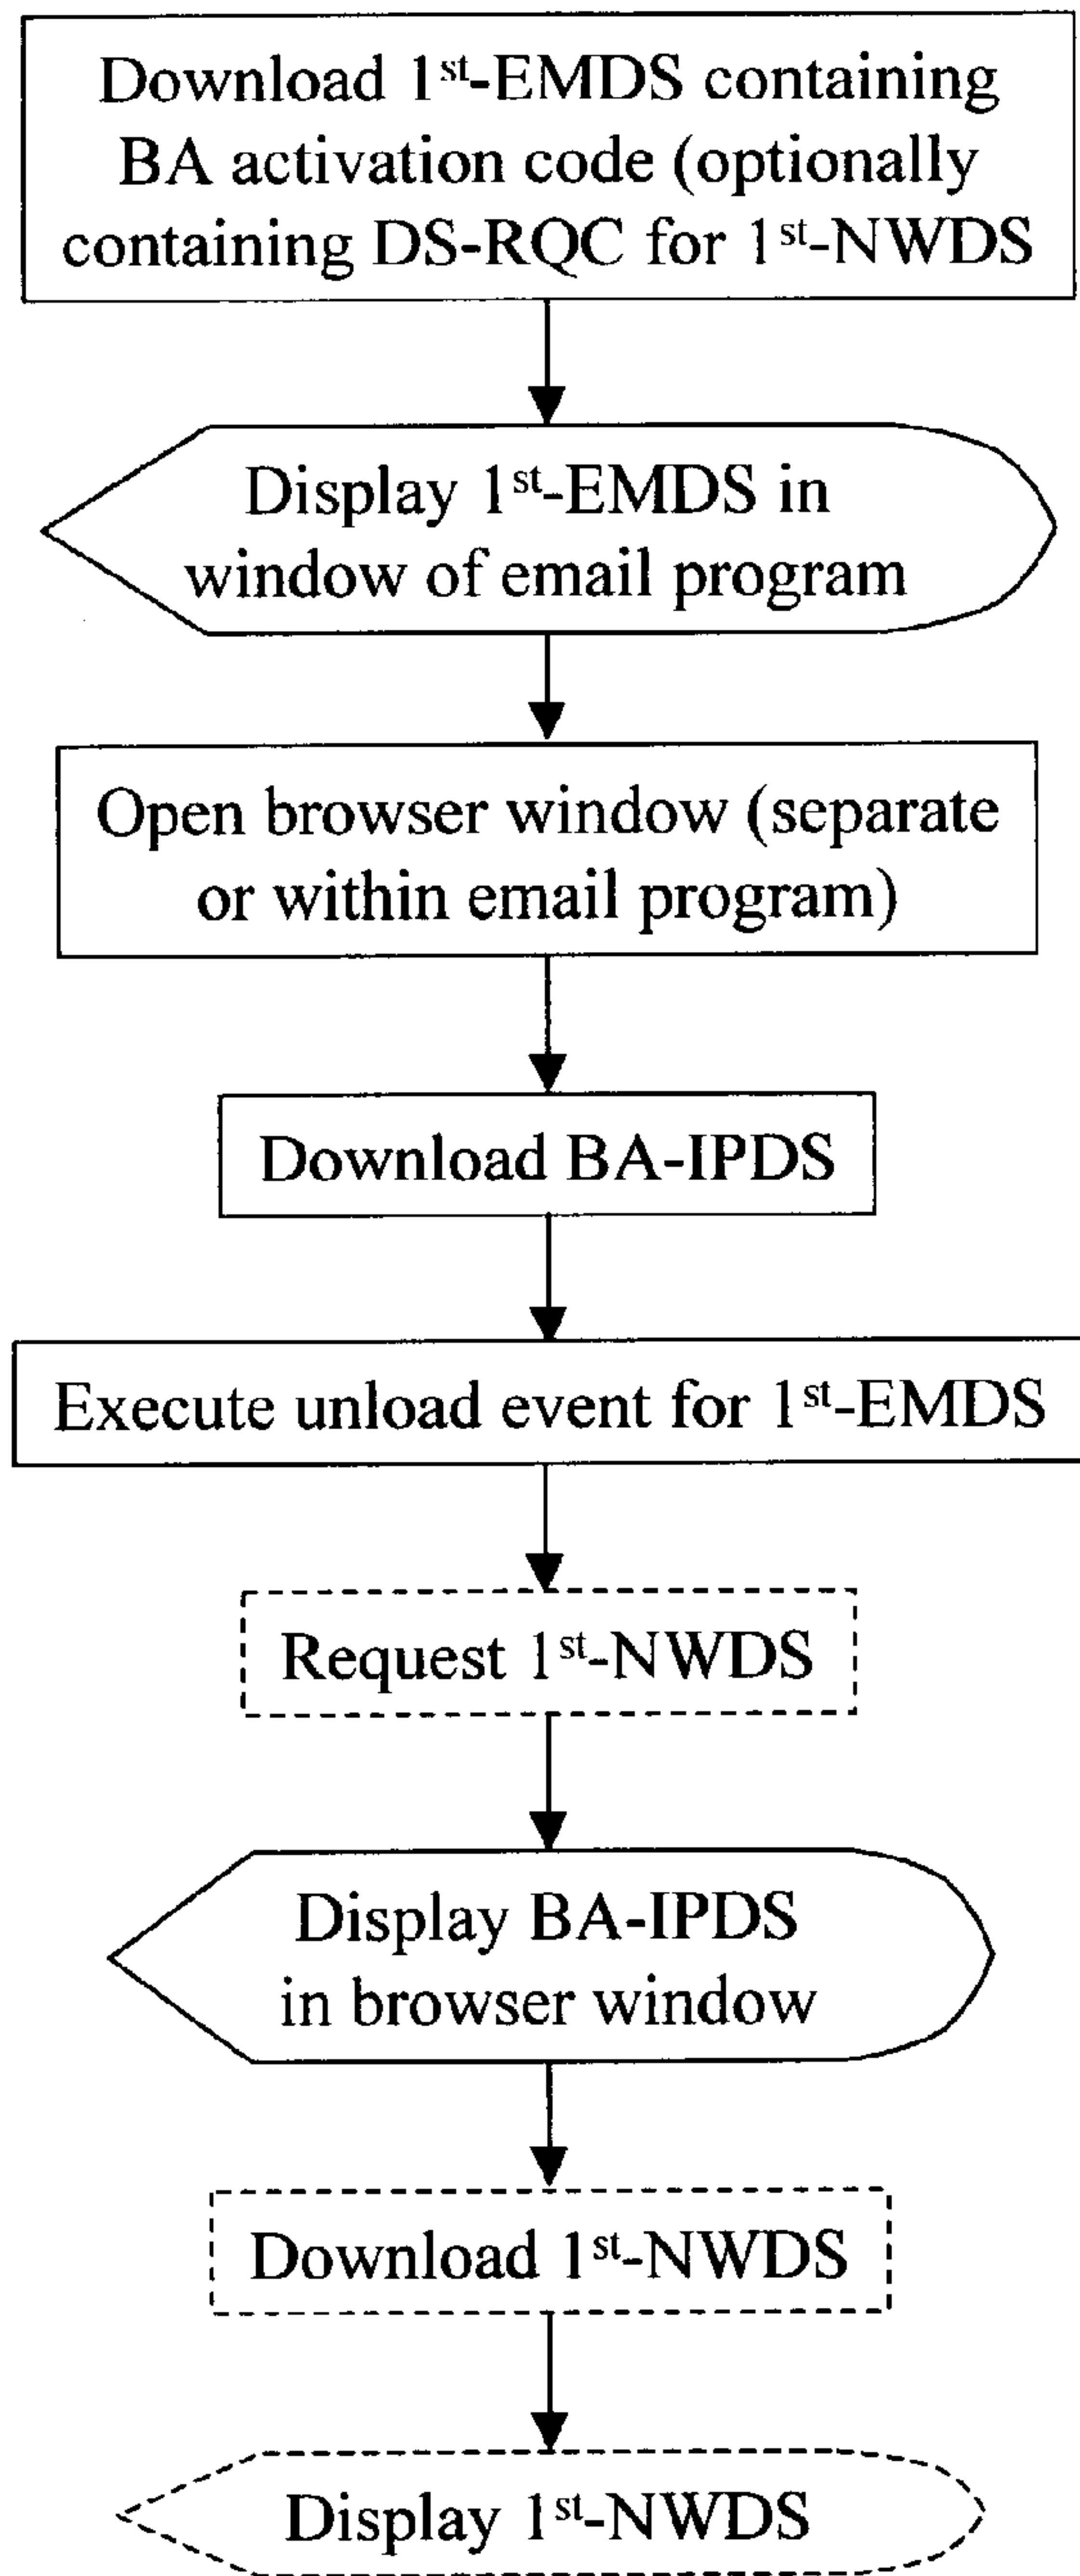 Download 1st-EMDS containing
BA activation code (optionally
containing DS-RQC for 1st-NWDS
Display 1st-EMDS in
window of email program
Open browser window (separate
or within email program)
Download BA-IPDS
Execute unload event for 1st-EMDS
Request 1st-NWDS
Display BA-IPDS
in browser window
Download 1st-NWDS
Display 1st-NWDS